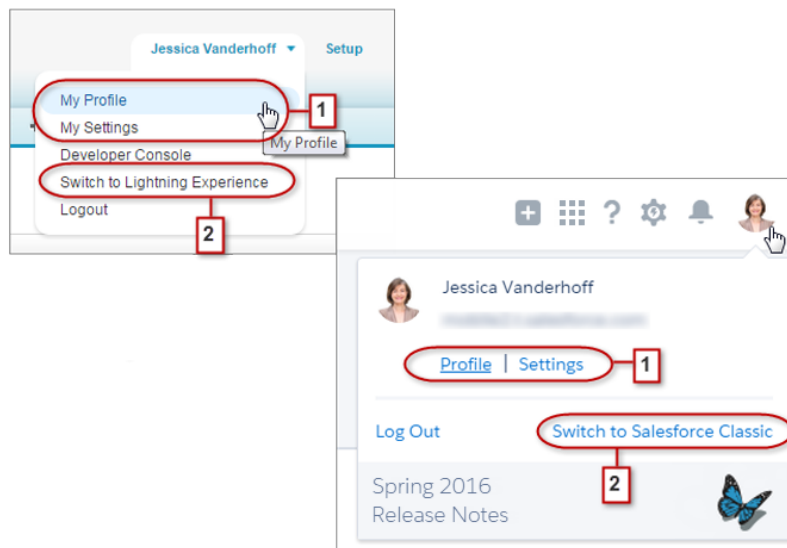 Jessica Vanderhoff Setup
My Profile
1
My Settings
My Profile
Developer Console
Switch to Lightning Experience
Logout
2
?
Jessica Vanderhoff
Profile | Settings
1
Log Out Switch to Salesforce Classic
2
Spring 2016
Release Notes